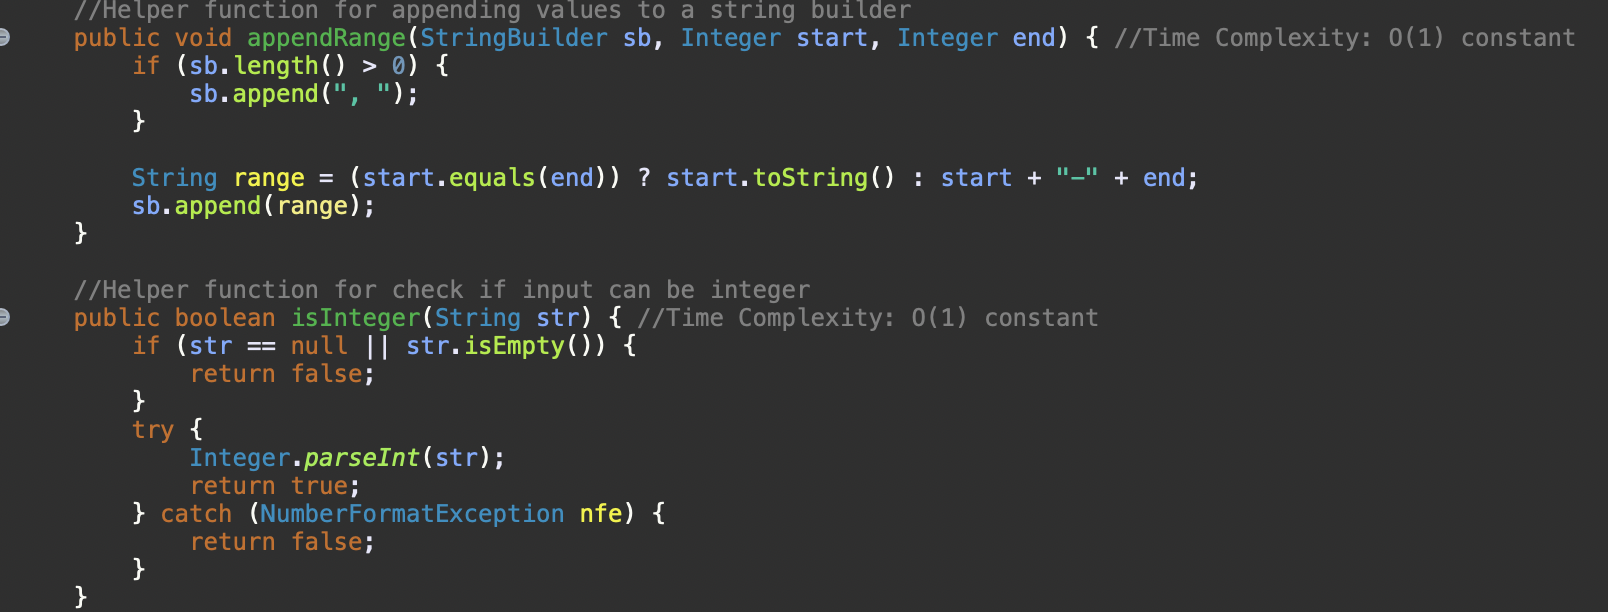 //Helper function for appending values to a string builder
public void appendRange(StringBuilder sb, Integer start, Integer end) { //Time Complexity: O(1) constant
if (sb.length() > 0) {
sb.append(", ");
}
String range = (start.equals(end)) ? start.toString() : start + "-" + end;
sb.append(range);
}
//Helper function for check if input can be integer
public boolean isInteger(String str) { //Time Complexity: O(1) constant
if (str == null || str.isEmpty()) {
return false;
}
try {
Integer.parseInt(str);
return true;
} catch (NumberFormatException nfe) {
return false;
}
}